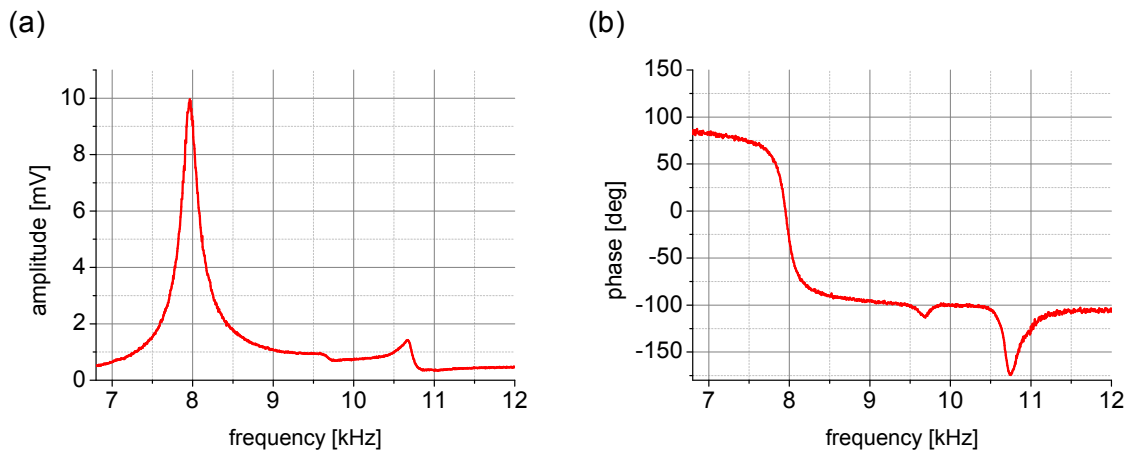 (a)
(b)
amplitude [mV]
10
8
6
4
2
0
7 8 9 10 11 12
frequency [kHz]
phase [deg]
150
100
50
0
-50
-100
-150
7 8 9 10 11 12
frequency [kHz]